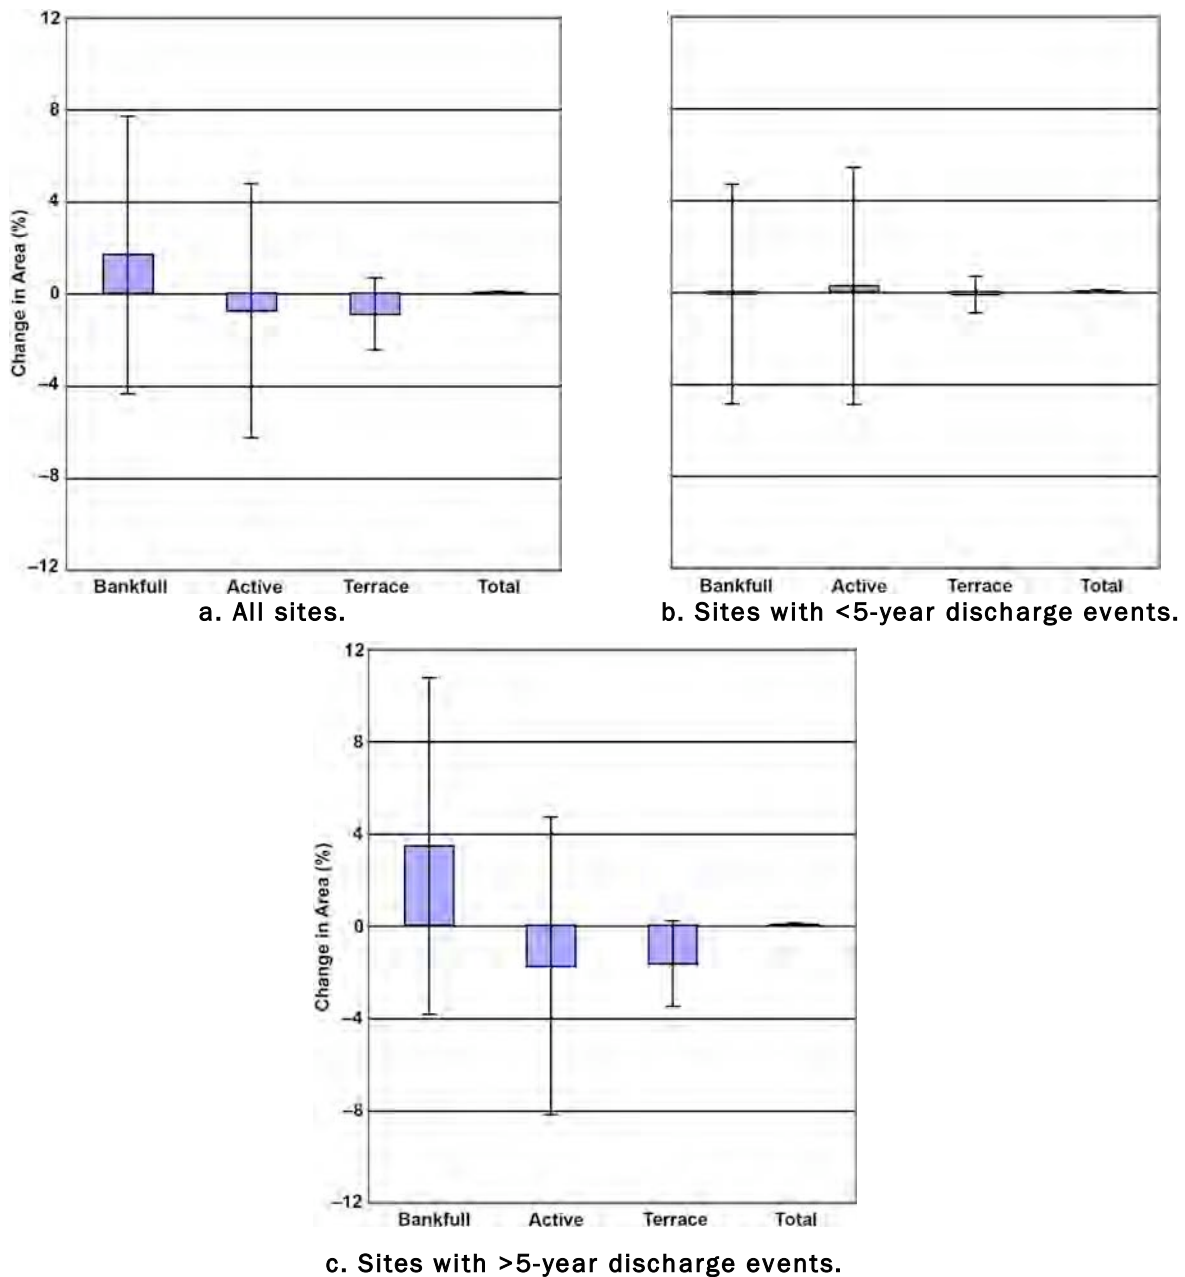 12
8
4
0
−4
−8
−12
Change in Area (%)
Bankfull Active Terrace Total
a. All sites.
Bankfull Active Terrace Total
b. Sites with <5-year discharge events.
12
8
4
0
−4
−8
−12
Change in Area (%)
Bankfull Active Terrace Total
c. Sites with >5-year discharge events.